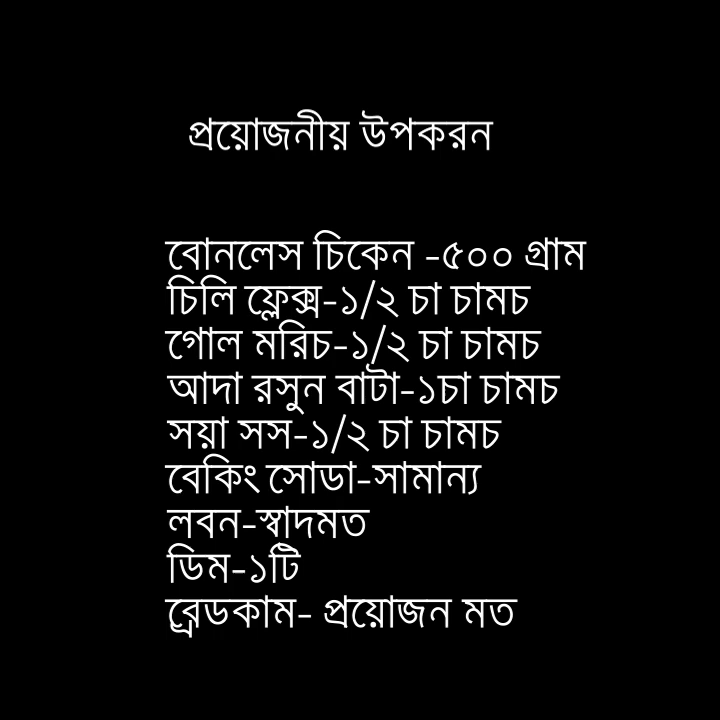 প্রয়োজনীয় উপকরন
বোনলেস চিকেন -৫০০ গ্রাম
চিলি ফ্লেক্স-১/২ চা চামচ
গোল মরিচ-১/২ চা চামচ
আদা রসুন বাটা-১চা চামচ
সয়া সস-১/২ চা চামচ
বেকিং সোডা-সামান্য
লবন-স্বাদমত
ডিম-১টি
ব্রেডকাম- প্রয়োজন মত